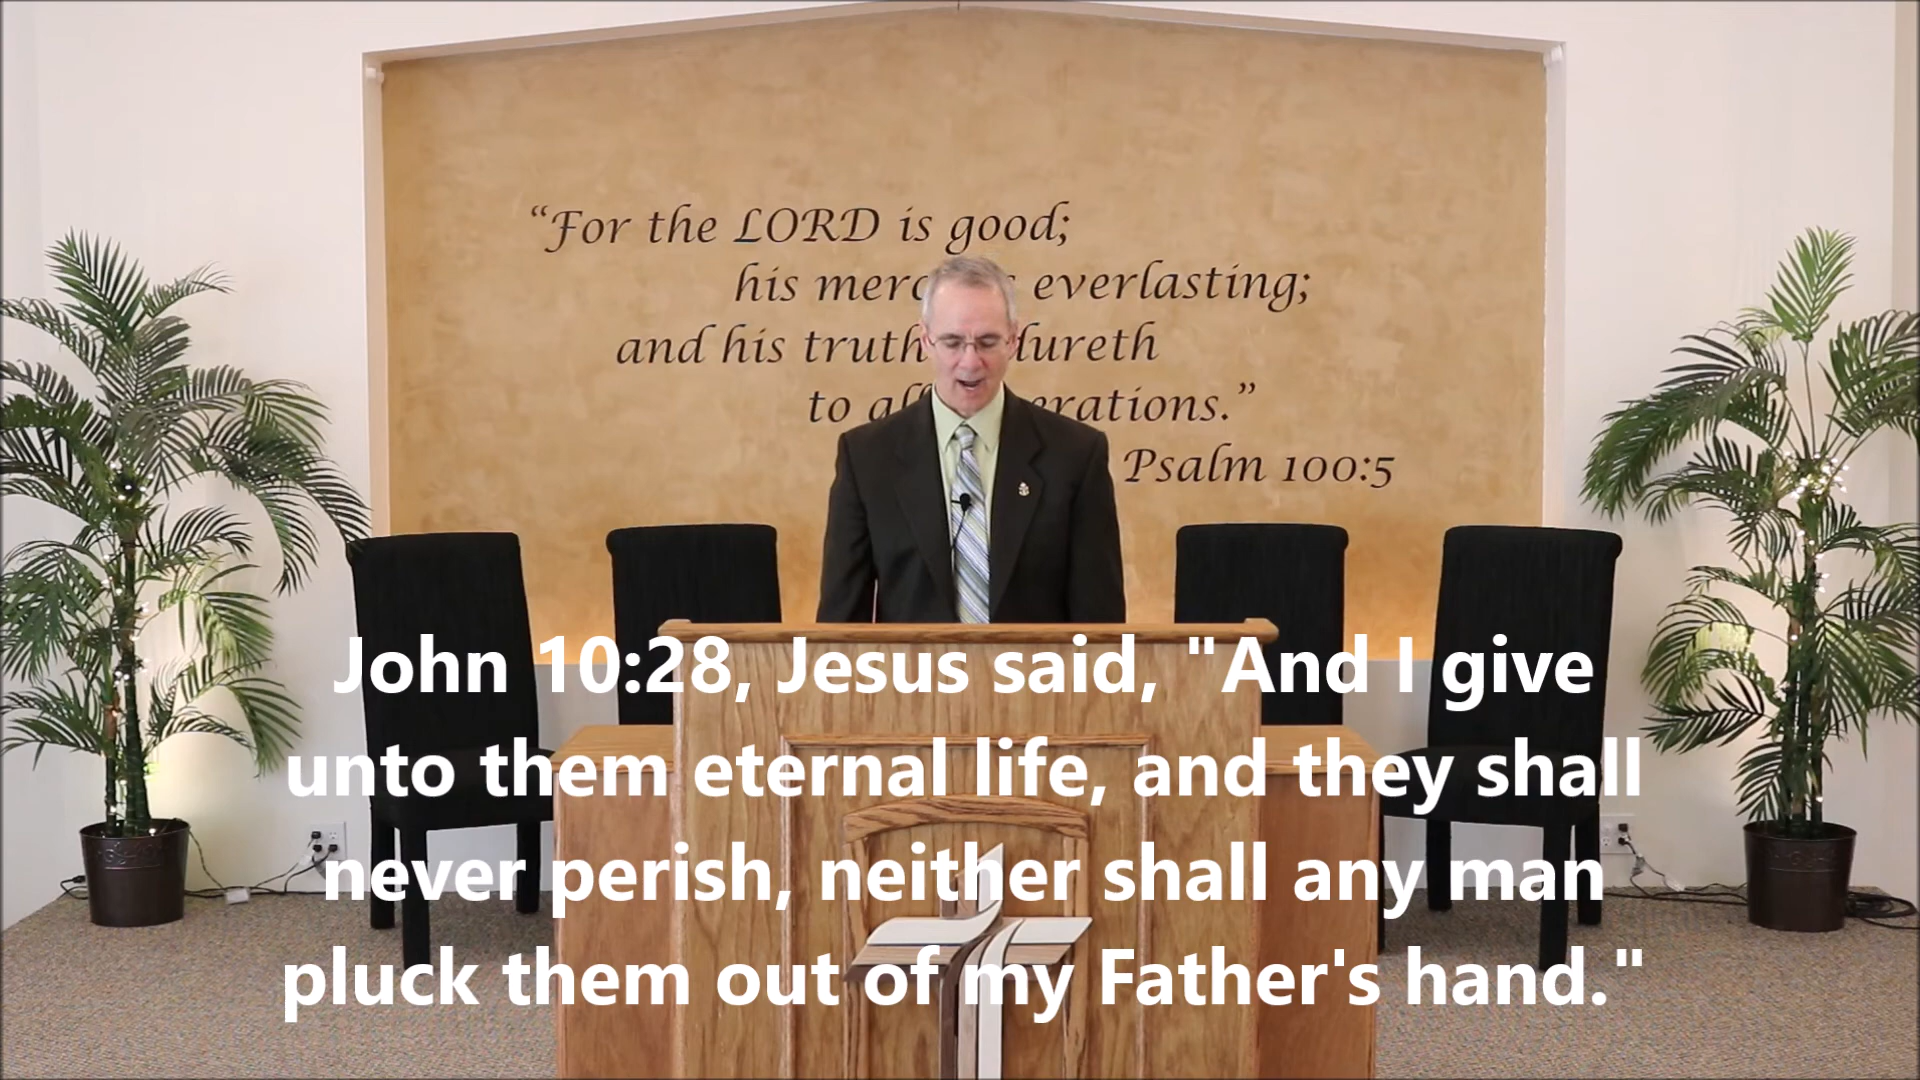 “For the LORD is good;
his everlasting;
and his truth
to all
Psalm 100:5
John 10:28, Jesus said, "And I give
unto them eternal life, and they shall
never perish, neither shall any man
pluck them out of my Father's hand."